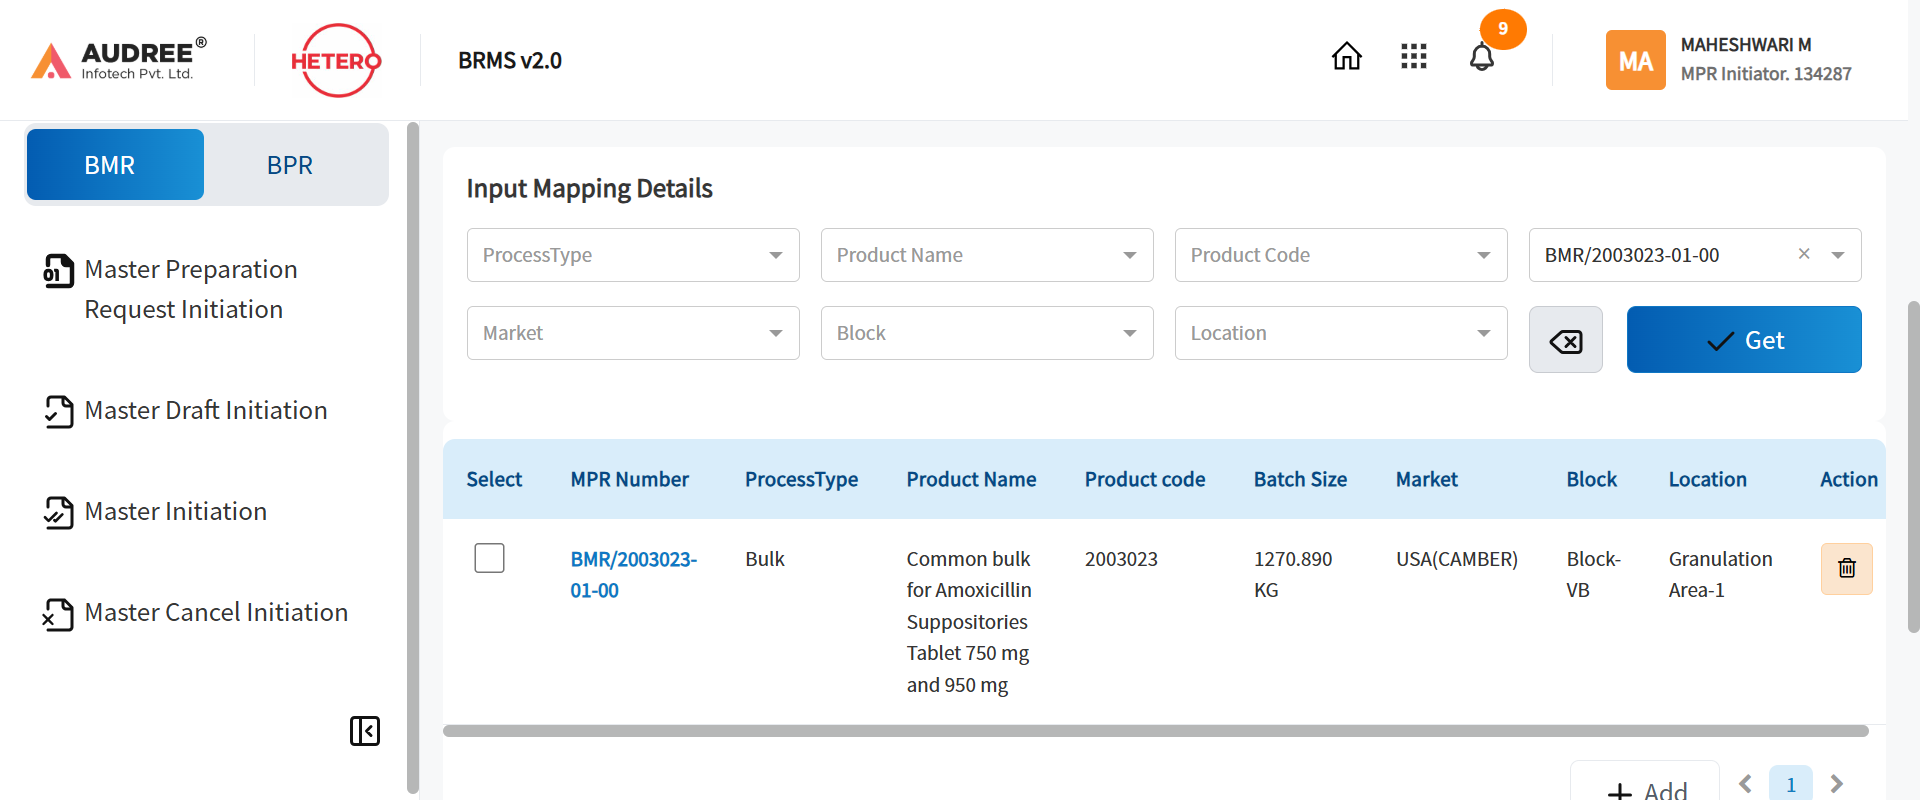 AUDREE®
Infotech Pvt. Ltd.
HETERO
BRMS v2.0
9
MA
MAHESHWARI M
MPR Initiator. 134287
BMR
BPR
01
Master Preparation
Request Initiation
Master Draft Initiation
Master Initiation
Master Cancel Initiation
Input Mapping Details
ProcessType
Product Name
Product Code
BMR/2003023-01-00 ×
Market
Block
Location
Get
Select MPR Number ProcessType Product Name Product code Batch Size Market Block Location Action
BMR/2003023-
01-00
Bulk
Common bulk
for Amoxicillin
Suppositories
Tablet 750 mg
and 950 mg
2003023
1270.890
KG
USA(CAMBER)
Block-
VB
Granulation
Area-1
+ Add
1